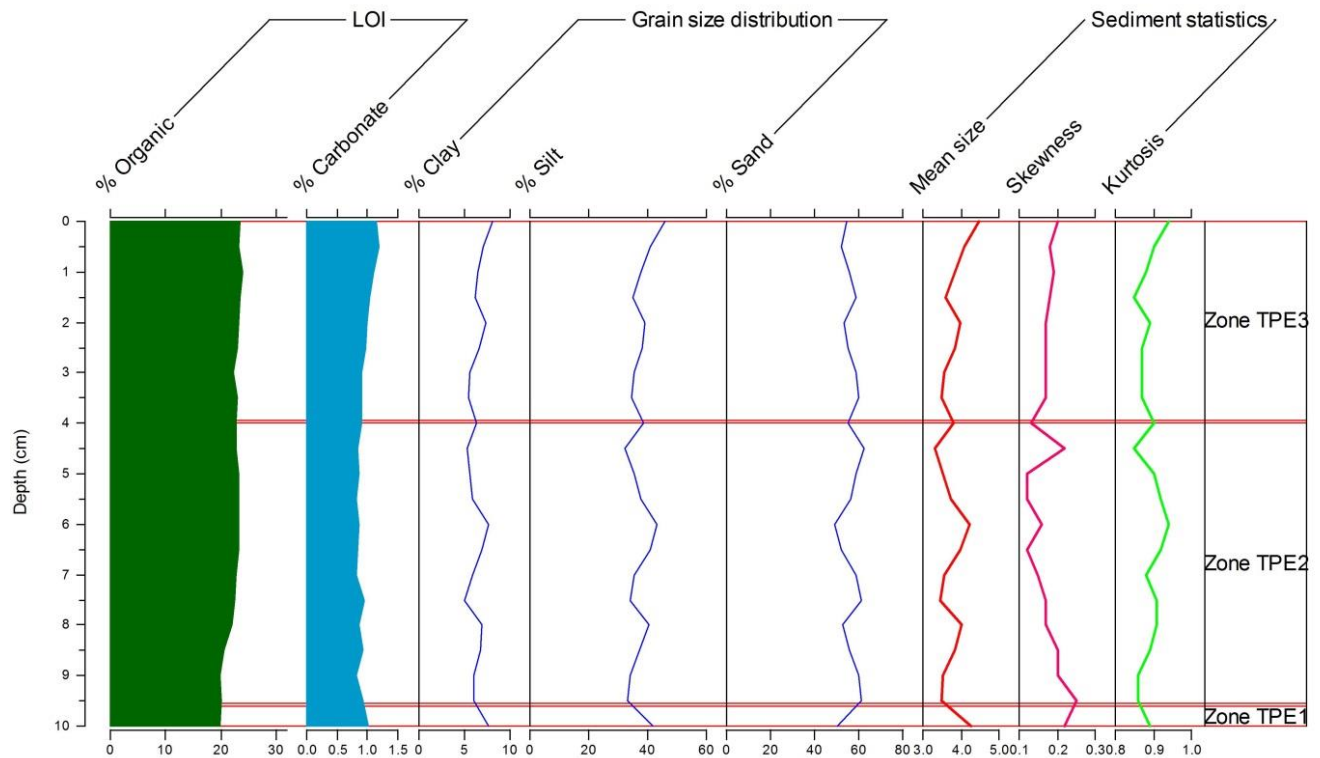 LOI
Grain size distribution
Sediment statistics
% Organic
% Carbonate
% Clay
% Silt
% Sand
Mean size
Skewness
Kurtosis
Depth (cm)
0
1
2
3
4
5
6
7
8
9
10
Zone TPE3
Zone TPE2
Zone TPE1
0 10 20 30
0.0 0.5 1.0 1.5
0 5 10
0 20 40 60
0 20 40 60 80
3.0 4.0 5.0
0.1 0.2 0.3
0.8 0.9 1.0